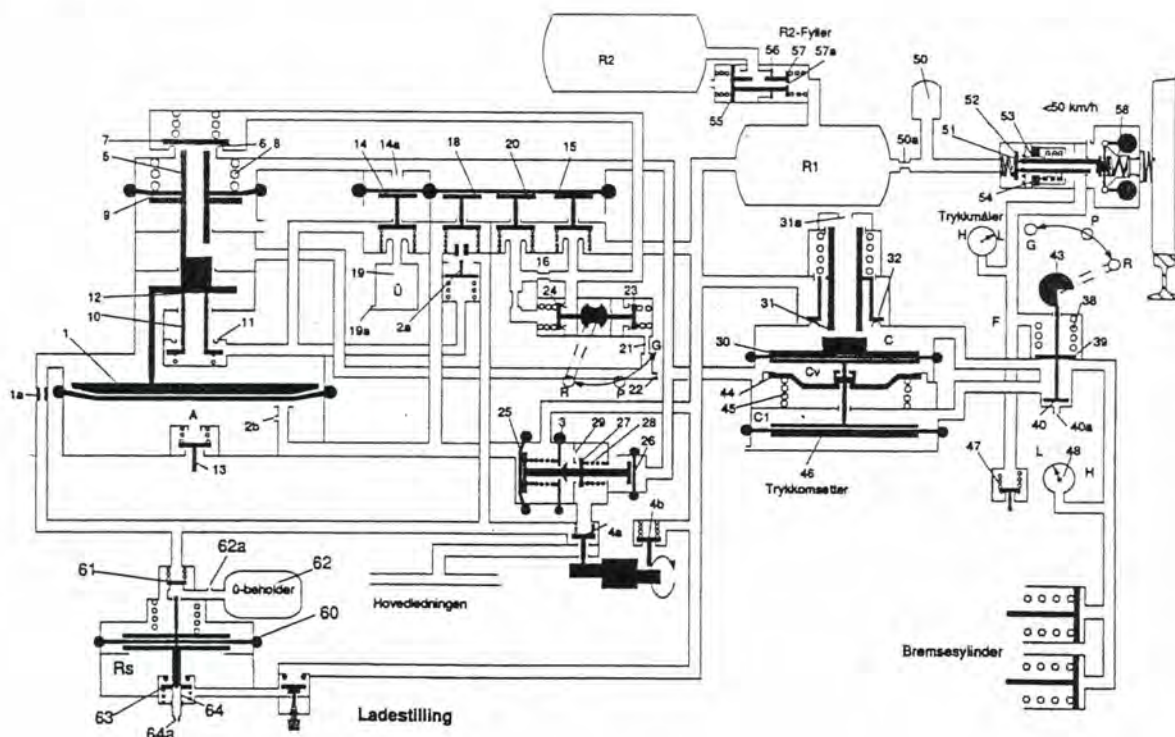 R2-Fyller
56 57 57a
R2
50
<50 km/h
55
52
53
58
51
50a
R1
54
7
6
8
5
14
14a
18
20
15
9
Trykkmåler
H L
P
G
R
31a
43
16
19
Ü
24
23
32
38
12
2a
10
11
19a
31
F
39
21
G
30
C
1
22
Cv
R P
44
45
40
40a
1a
A
2b
25
3
29
27
28
26
C1
L
48
H
13
47
46
Trykkomsetter
4a
4b
62a
62
61
ü-beholder
Hovedledningen
60
Bremsesylinder
Rs
63
64
Ladestilling
64a